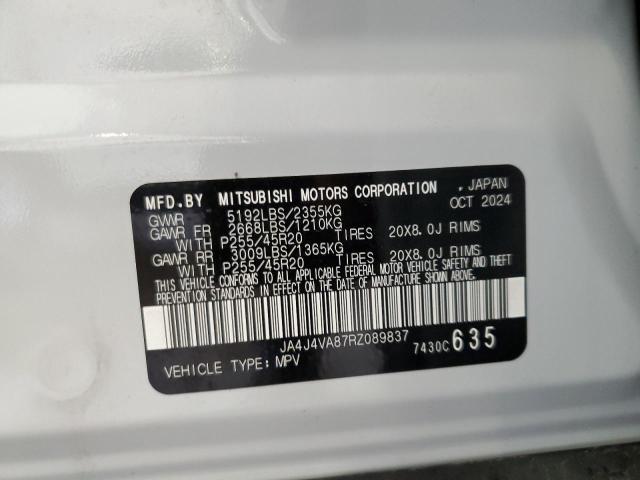 MFD.BY MITSUBISHI MOTORS CORPORATION , JAPAN
GVWR 5192LBS/2355KG OCT 2024
GAWR FR 2668LBS/1210KG
WITH P255/45R20 TIRES 20X8.0J RIMS
GAWR RR 3009LBS/1365KG
WITH P255/45R20 TIRES 20X8.0J RIMS
THIS VEHICLE CONFORMS TO ALL APPLICABLE FEDERAL MOTOR VEHICLE SAFETY AND THEFT
PREVENTION STANDARDS IN EFFECT ON THE DATE OF MANUFACTURE SHOWN ABOVE.
JA4J4VA87RZ089837
VEHICLE TYPE: MPV 7430C 635